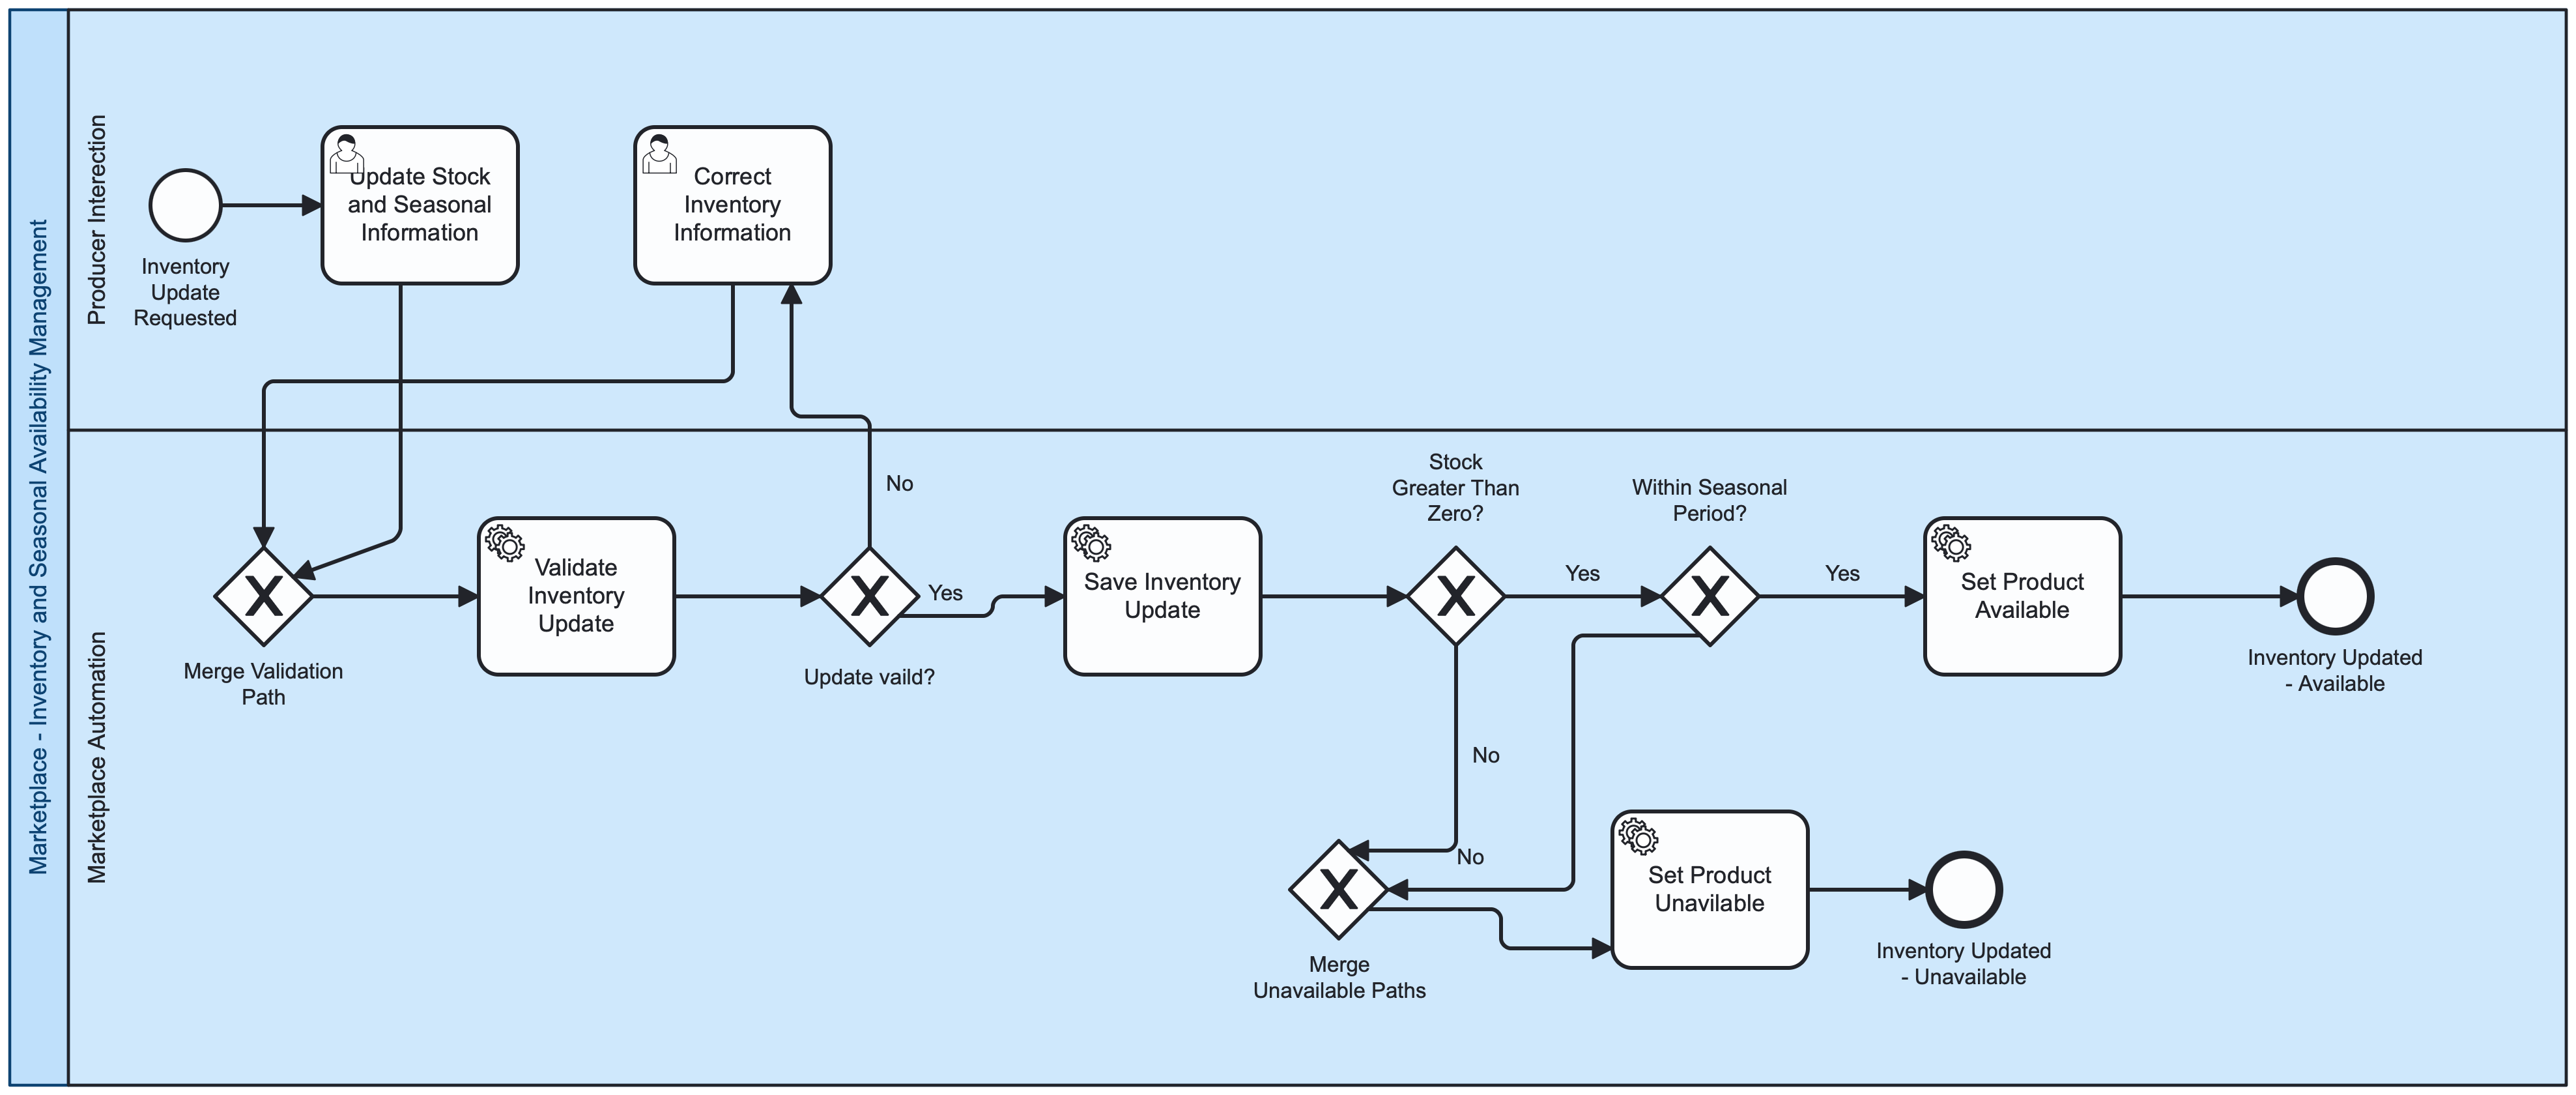 Marketplace - Inventory and Seasonal Availability Management
Producer Interection
Inventory
Update
Requested
Update Stock
and Seasonal
Information
Correct
Inventory
Information
Marketplace Automation
Merge Validation
Path
Validate
Inventory
Update
No
Yes
Update vaild?
Save Inventory
Update
Stock
Greater Than
Zero?
Yes
Within Seasonal
Period?
Yes
Set Product
Available
Inventory Updated
- Available
No
No
Merge
Unavailable Paths
Set Product
Unavilable
Inventory Updated
- Unavailable